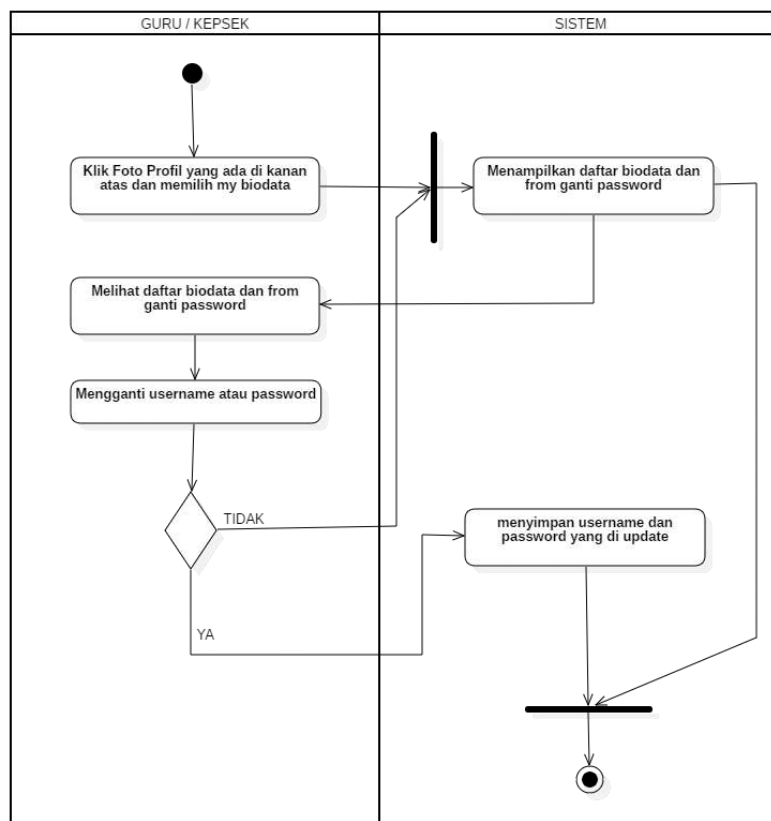 GURU / KEPSEK
SISTEM
Klik Foto Profil yang ada di kanan
atas dan memilih my biodata
Menampilkan daftar biodata dan
from ganti password
Melihat daftar biodata dan from
ganti password
Mengganti username atau password
TIDAK
menyimpan username dan
password yang di update
YA